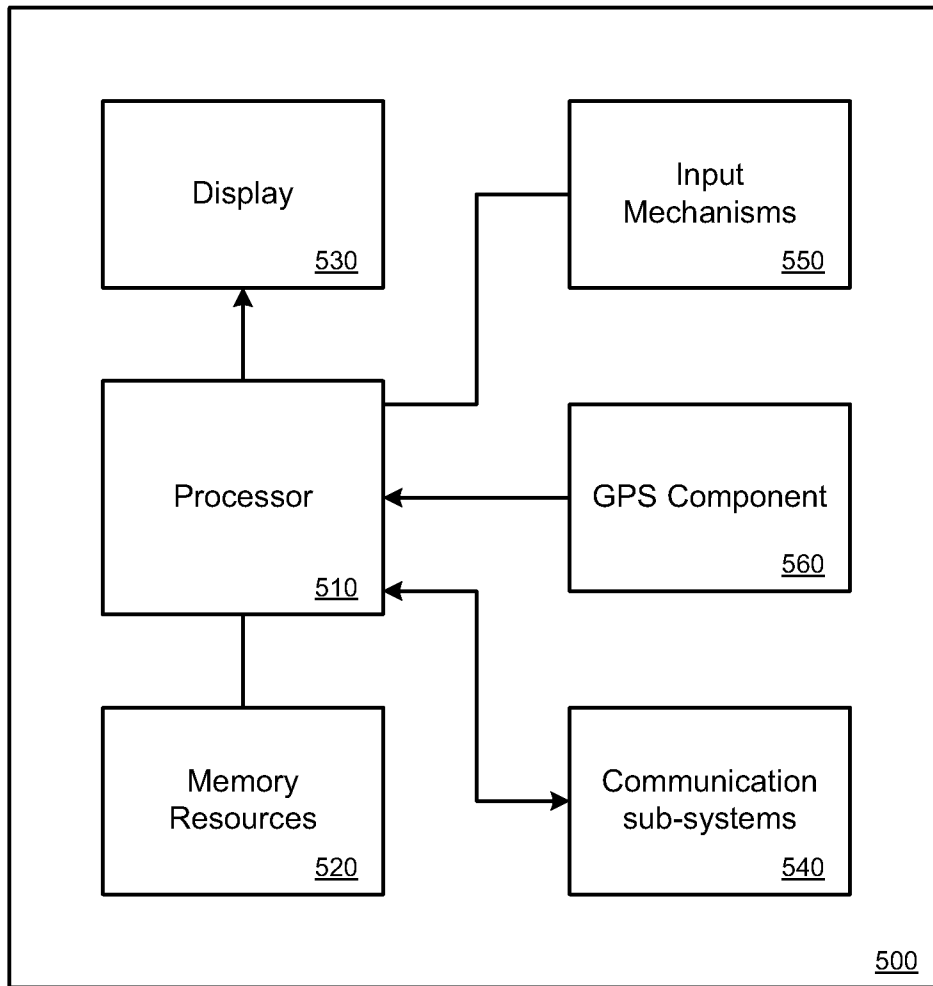 Display
530
Input
Mechanisms
550
Processor
510
GPS Component
560
Memory
Resources
520
Communication
sub-systems
540
500